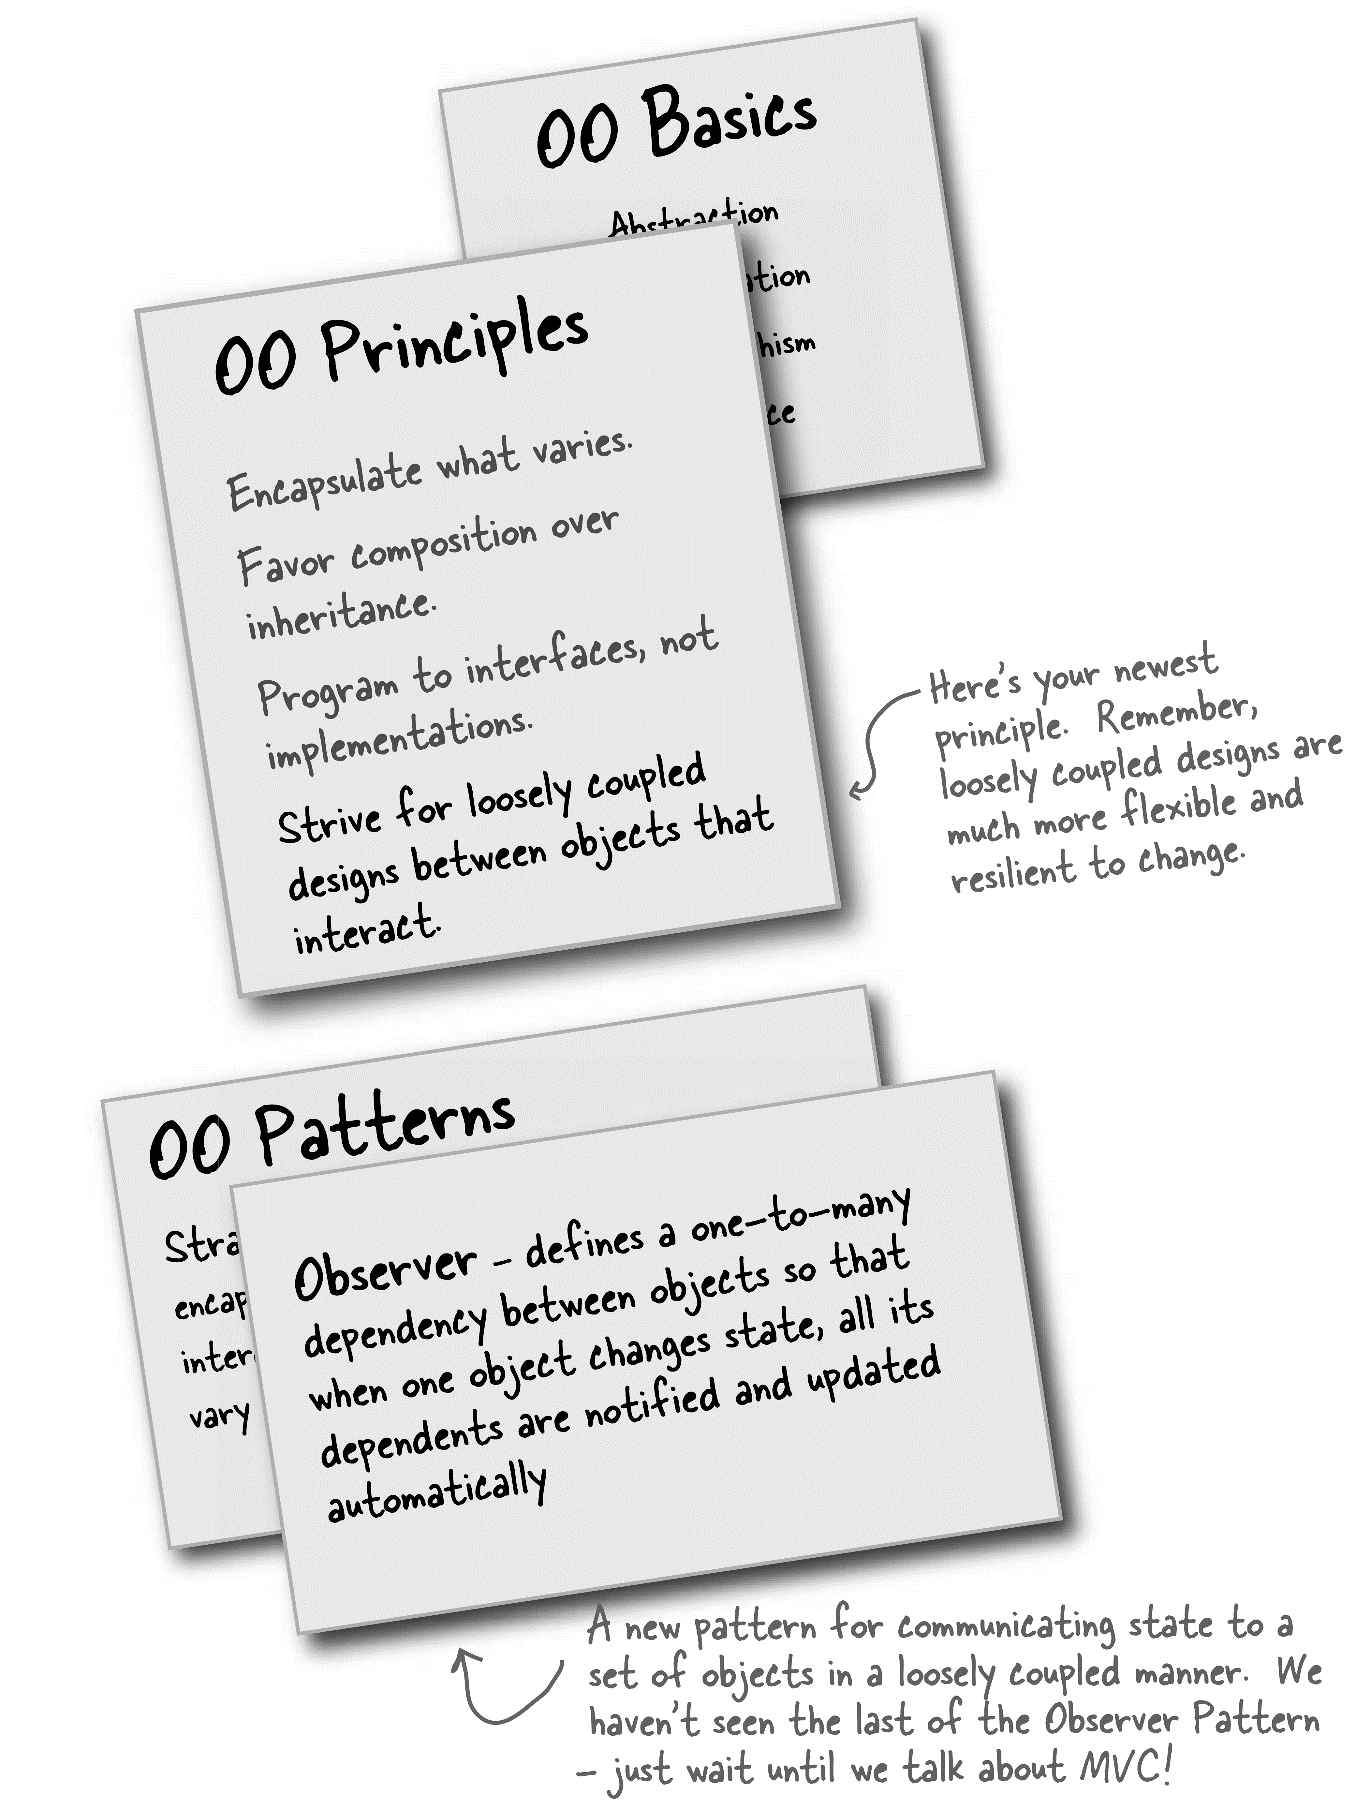 OO Basics
Abstraction
OO Principles
Encapsulate what varies.
Favor composition over
inheritance.
Program to interfaces, not
implementations.
Strive for loosely coupled
designs between objects that
interact.
Here's your newest
principle. Remember,
loosely coupled designs are
much more flexible and
resilient to change.
OO Patterns
vary
Observer – defines a one-to-many
dependency between objects so that
when one object changes state, all its
dependents are notified and updated
automatically
A new pattern for communicating state to a
set of objects in a loosely coupled manner. We
haven't seen the last of the Observer Pattern
– just wait until we talk about MVC!